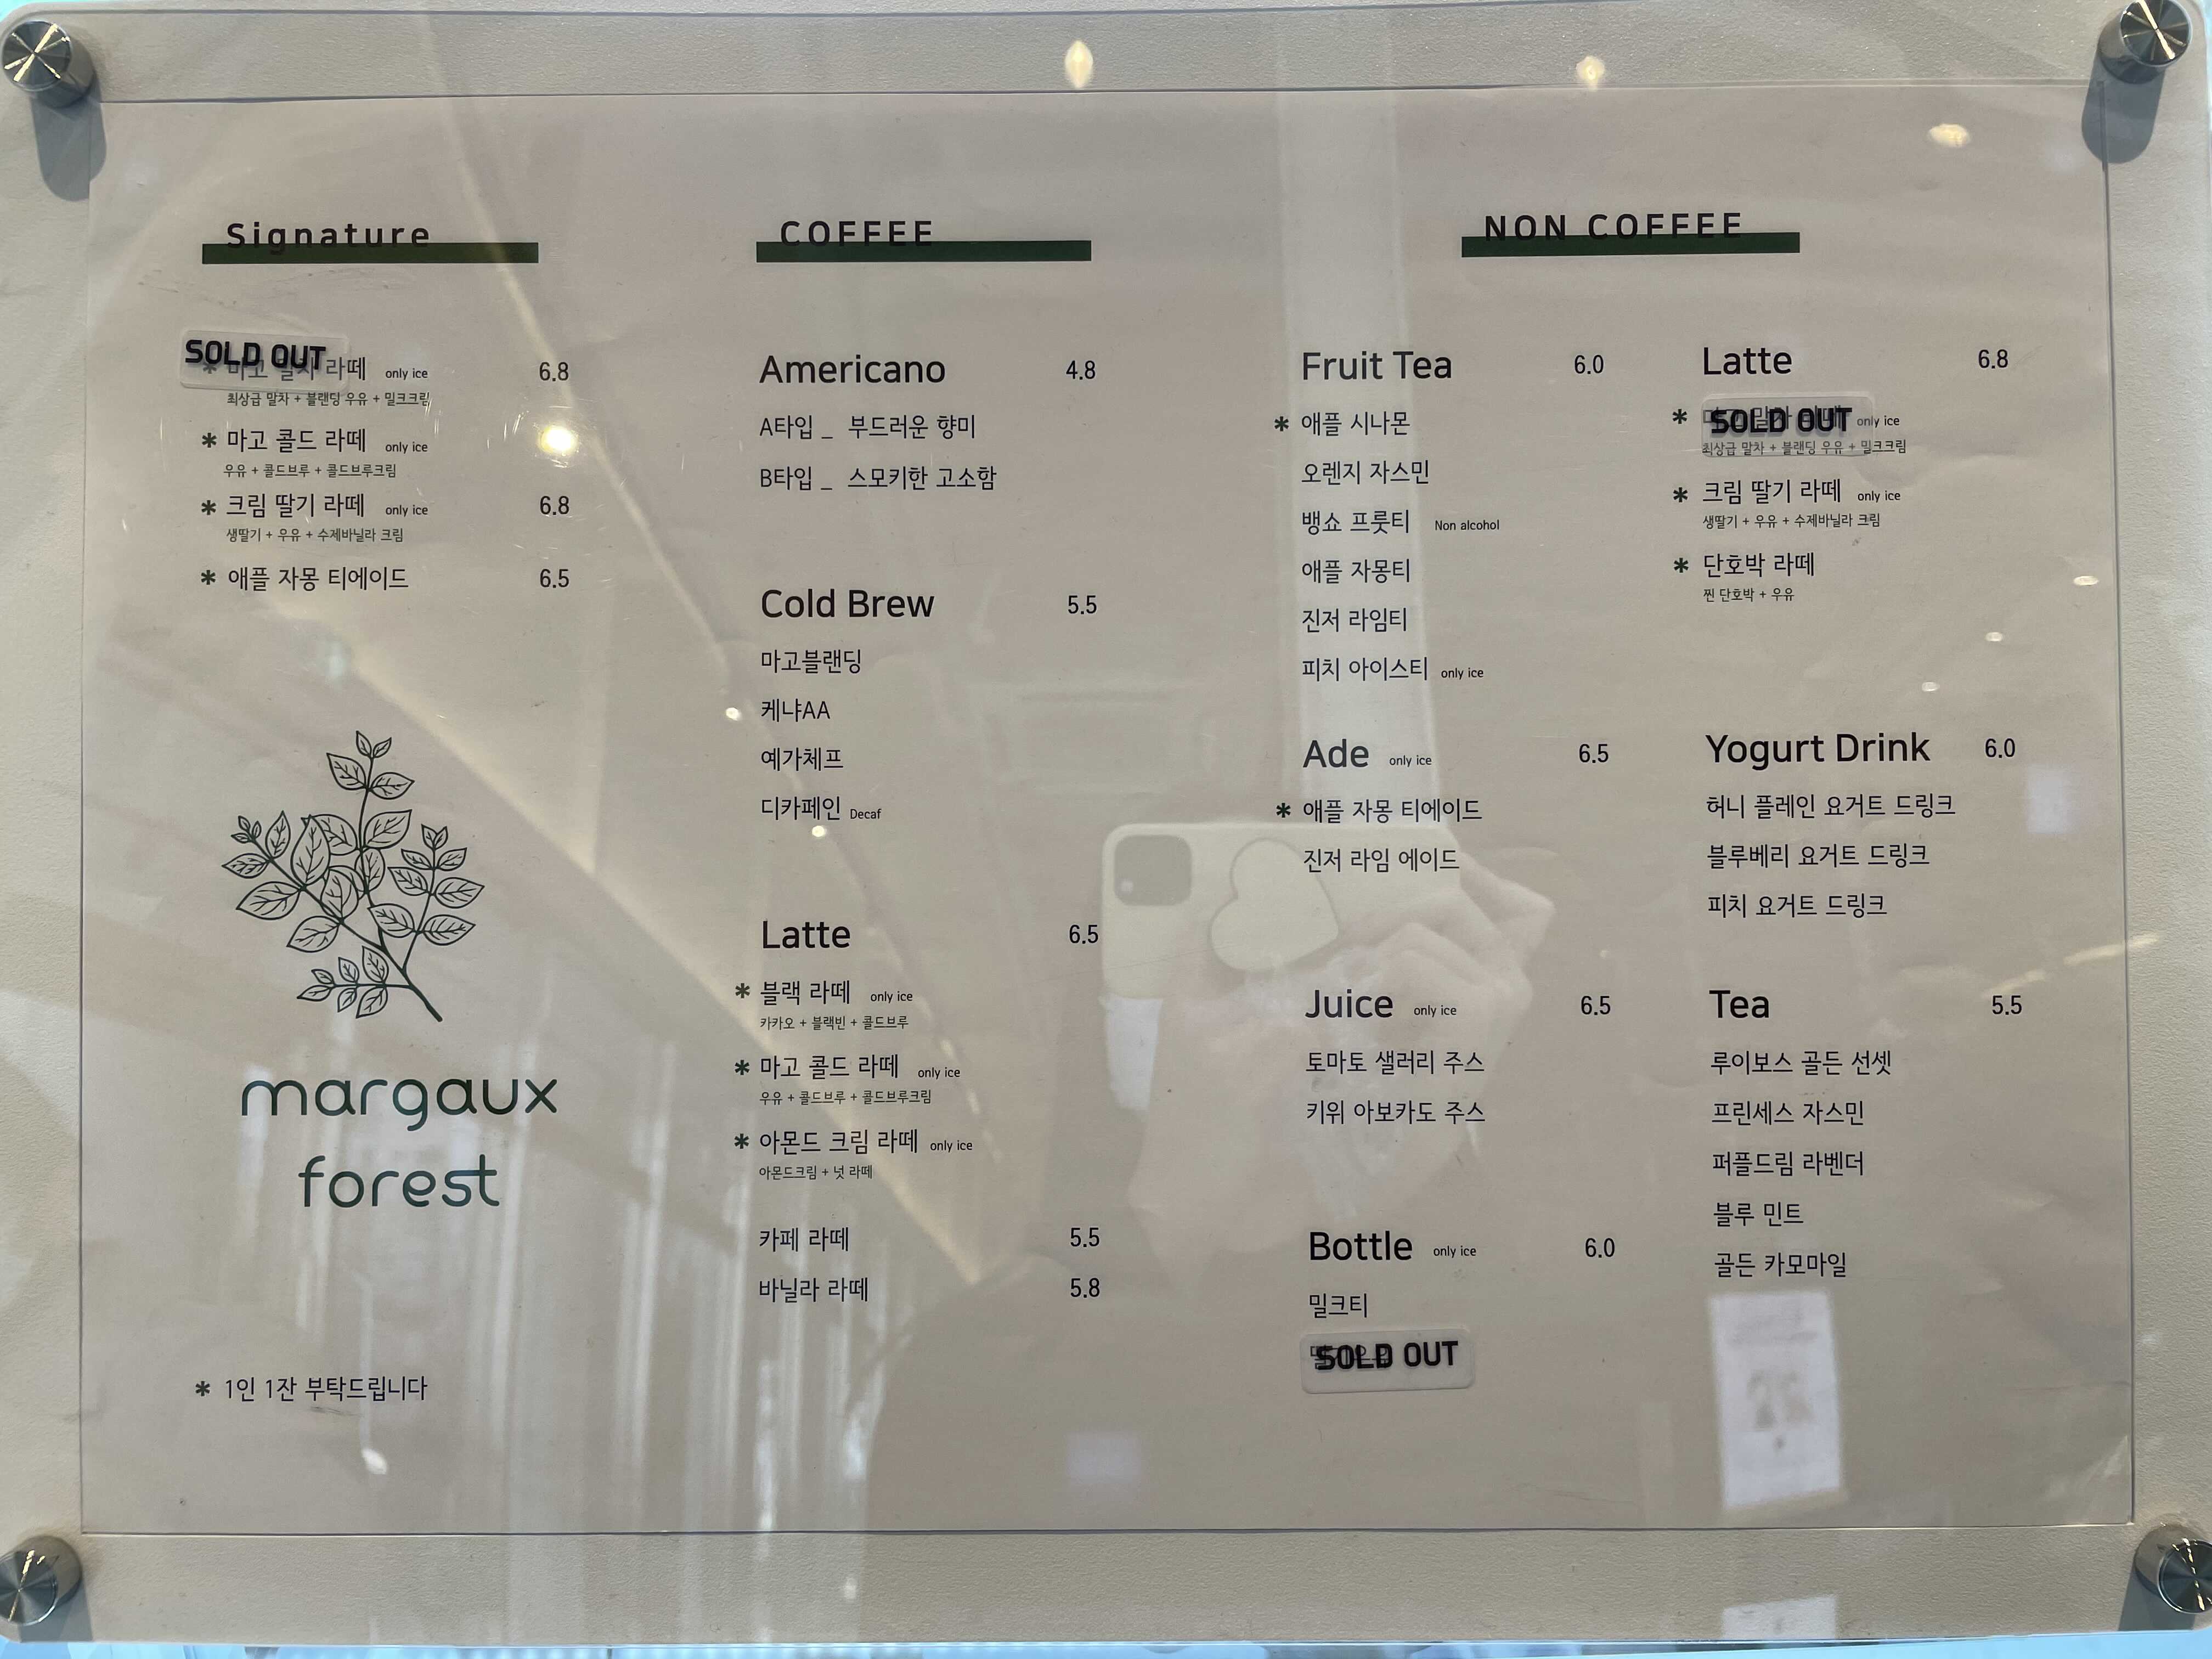 Signature
SOLD OUT
라떼 only ice 6.8
최상급 말차 + 블랜딩 우유 + 밀크크림
* 마고 콜드 라떼 only ice
우유 + 콜드브루 + 콜드브루크림
* 크림 딸기 라떼 only ice 6.8
생딸기 + 우유 + 수제바닐라 크림
* 애플 자몽 티에이드 6.5
margaux
forest
* 1인 1잔 부탁드립니다
COFFEE
Americano 4.8
A타입 _ 부드러운 향미
B타입 _ 스모키한 고소함
Cold Brew 5.5
마고블랜딩
케냐AA
예가체프
디카페인 Decaf
Latte 6.5
* 블랙 라떼 only ice
카카오 + 블랙빈 + 콜드브루
* 마고 콜드 라떼 only ice
우유 + 콜드브루 + 콜드브루크림
* 아몬드 크림 라떼 only ice
아몬드크림 + 넛 라떼
카페 라떼 5.5
바닐라 라떼 5.8
NON COFFEE
Fruit Tea 6.0
* 애플 시나몬
오렌지 자스민
뱅쇼 프룻티 Non alcohol
애플 자몽티
진저 라임티
피치 아이스티 only ice
Ade only ice 6.5
* 애플 자몽 티에이드
진저 라임 에이드
Juice only ice 6.5
토마토 샐러리 주스
키위 아보카도 주스
Bottle only ice 6.0
밀크티
SOLD OUT
Latte 6.8
* SOLD OUT only ice
최상급 말차 + 블랜딩 우유 + 밀크크림
* 크림 딸기 라떼 only ice
생딸기 + 우유 + 수제바닐라 크림
* 단호박 라떼
찐 단호박 + 우유
Yogurt Drink 6.0
허니 플레인 요거트 드링크
블루베리 요거트 드링크
피치 요거트 드링크
Tea 5.5
루이보스 골든 선셋
프린세스 자스민
퍼플드림 라벤더
블루 민트
골든 카모마일